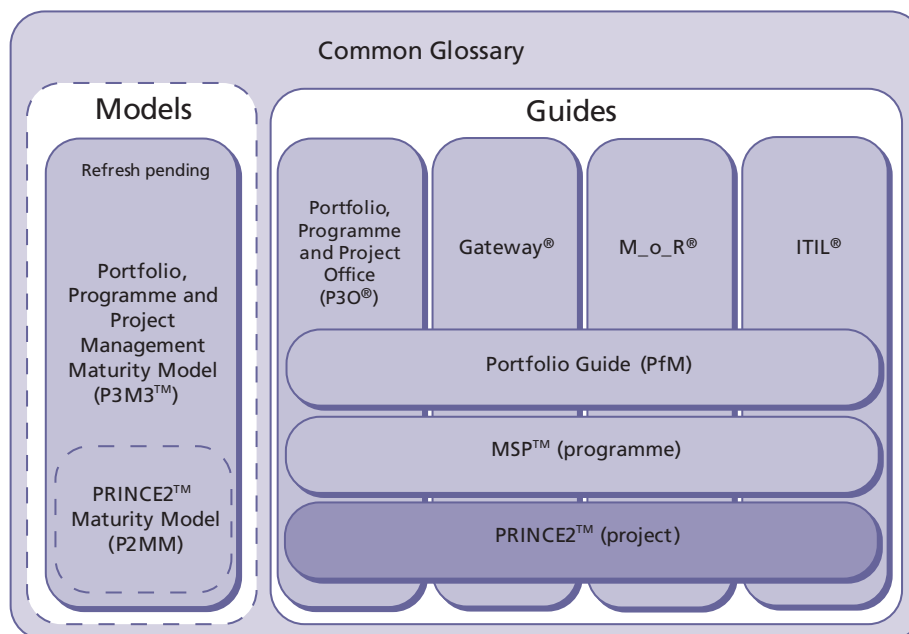 Common Glossary
Models
Refresh pending
Portfolio,
Programme and
Project
Management
Maturity Model
(P3M3™)
PRINCE2™
Maturity Model
(P2MM)
Guides
Portfolio,
Programme
and Project
Office
(P3O®)
Gateway®
M_o_R®
ITIL®
Portfolio Guide (PfM)
MSP™ (programme)
PRINCE2™ (project)